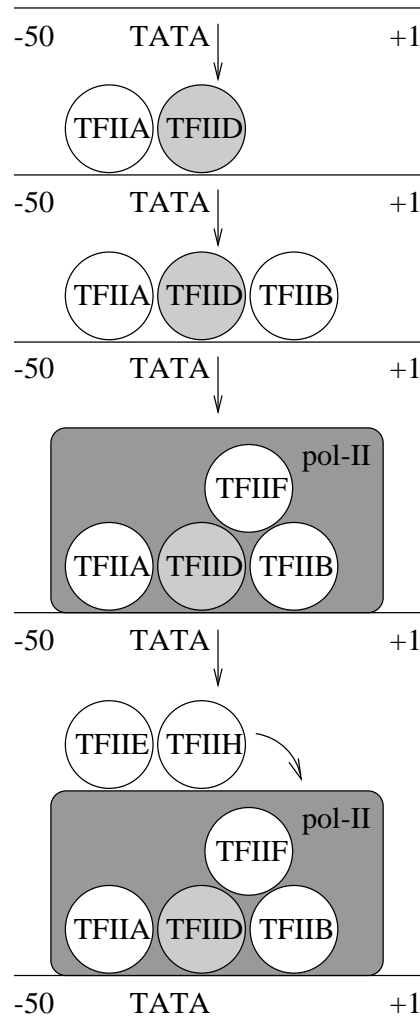 -50 TATA +1
TFIIA TFIID
-50 TATA +1
TFIIA TFIID TFIIB
-50 TATA +1
pol-II
TFIIF
TFIIA TFIID TFIIB
-50 TATA +1
TFIIE TFIIH
pol-II
TFIIF
TFIIA TFIID TFIIB
-50 TATA +1